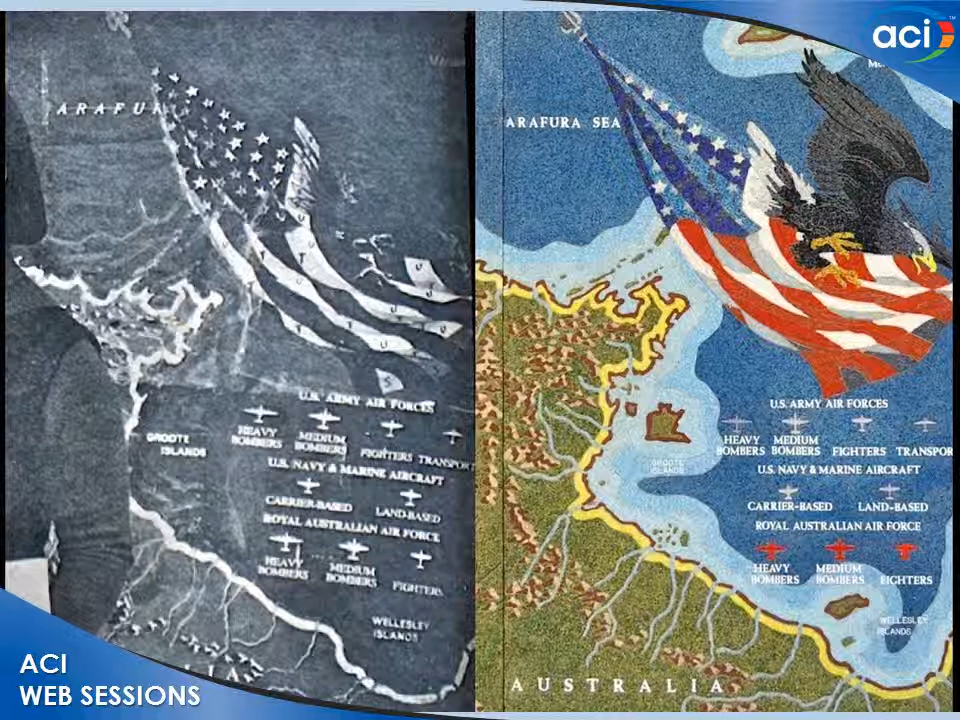 aci
ARAFUR
U.S. ARMY AIR FORCES
HEAVY BOMBERS
MEDIUM BOMBERS
FIGHTERS
TRANSPORT
GROOTE
ISLANDS
U.S. NAVY & MARINE AIRCRAFT
CARRIER-BASED
LAND-BASED
ROYAL AUSTRALIAN AIR FORCE
HEAVY BOMBERS
MEDIUM BOMBERS
FIGHTERS
WELLESLEY
ISLANDS
ARAFURA SEA
U.S. ARMY AIR FORCES
HEAVY BOMBERS
MEDIUM BOMBERS
FIGHTERS
TRANSPOR
GROOTE
ISLANDS
U.S. NAVY & MARINE AIRCRAFT
CARRIER-BASED
LAND-BASED
ROYAL AUSTRALIAN AIR FORCE
HEAVY BOMBERS
MEDIUM BOMBERS
FIGHTERS
WELLESLEY
ISLANDS
AUSTRALIA
ACI
WEB SESSIONS